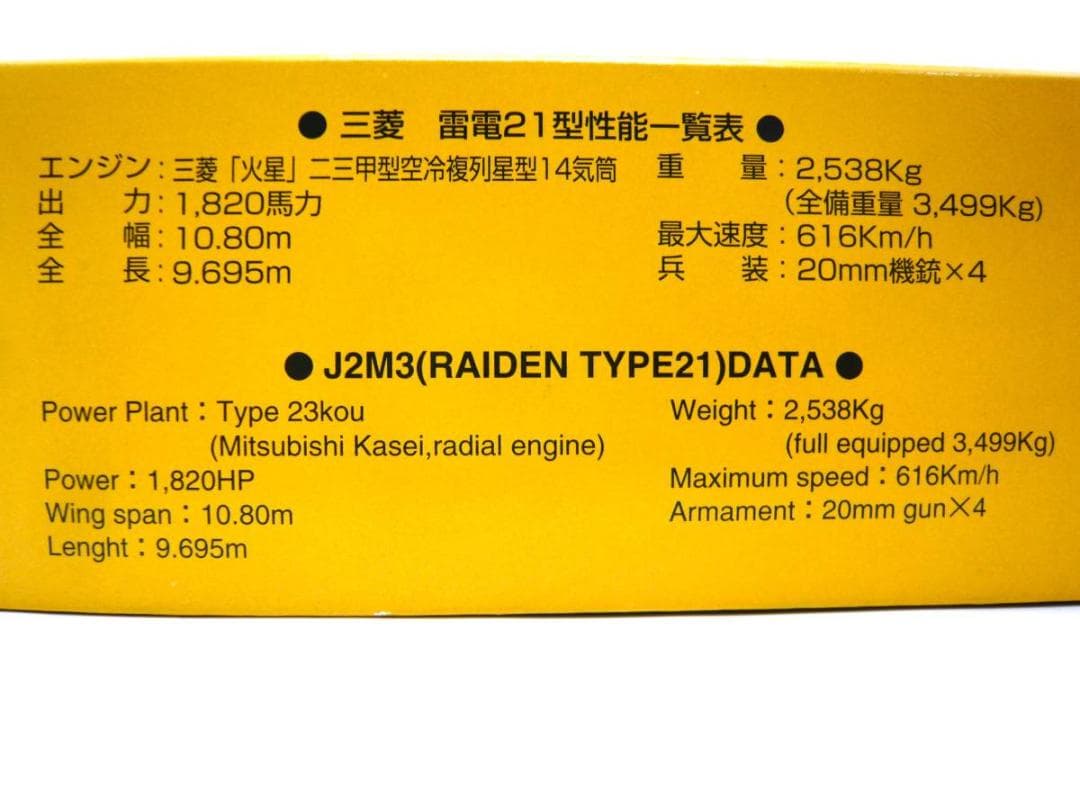 ● 三菱　雷電21型性能一覧表 ●
エンジン：三菱「火星」二三甲型空冷複列星型14気筒
出　　力：1,820馬力
全　　幅：10.80m
全　　長：9.695m
重　　量：2,538Kg
（全備重量 3,499Kg)
最大速度：616Km/h
兵　　装：20mm機銃×4
● J2M3(RAIDEN TYPE21)DATA ●
Power Plant：Type 23kou
(Mitsubishi Kasei,radial engine)
Power：1,820HP
Wing span：10.80m
Lenght：9.695m
Weight：2,538Kg
(full equipped 3,499Kg)
Maximum speed：616Km/h
Armament：20mm gun×4